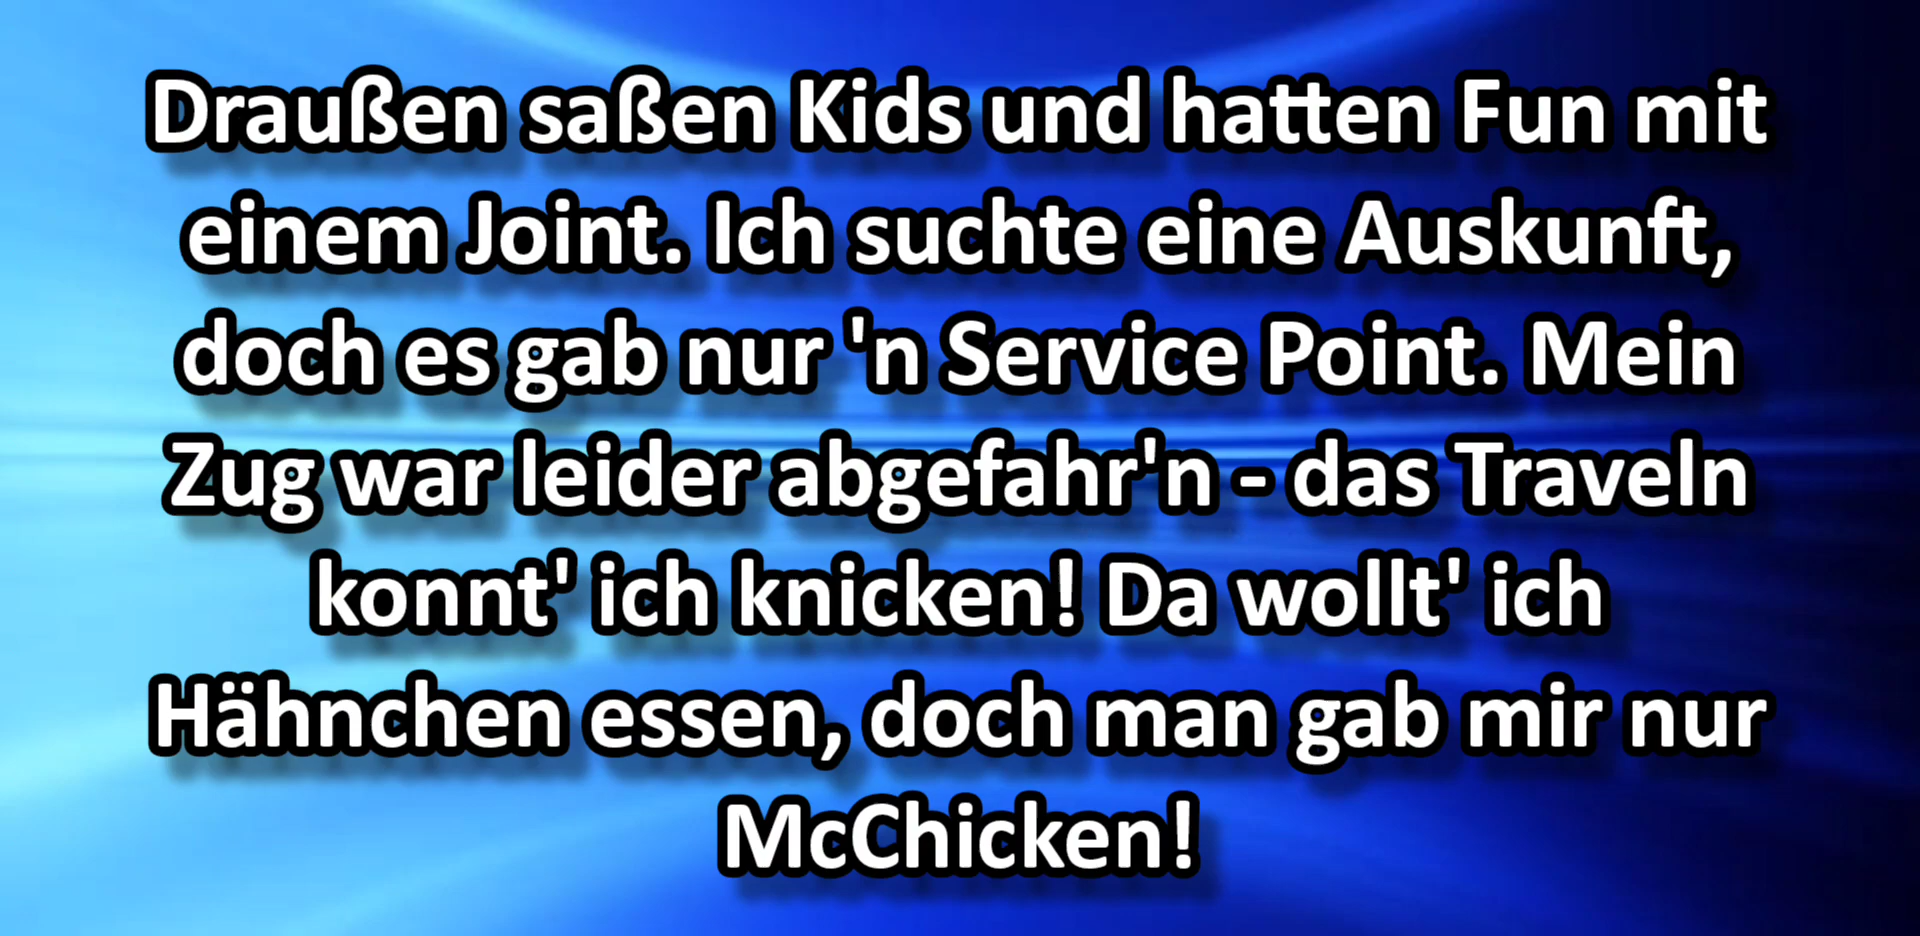 Draußen saßen Kids und hatten Fun mit
einem Joint. Ich suchte eine Auskunft,
doch es gab nur 'n Service Point. Mein
Zug war leider abgefahr'n - das Traveln
konnt' ich knicken! Da wollt' ich
Hähnchen essen, doch man gab mir nur
McChicken!